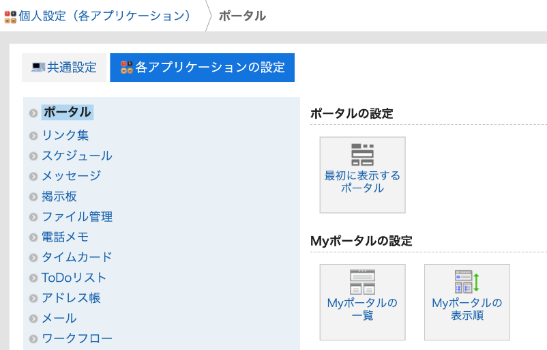 個人設定（各アプリケーション） ポータル
共通設定 各アプリケーションの設定
ポータル
リンク集
スケジュール
メッセージ
掲示板
ファイル管理
電話メモ
タイムカード
ToDoリスト
アドレス帳
メール
ワークフロー
ポータルの設定
最初に表示する
ポータル
Myポータルの設定
Myポータルの
一覧
Myポータルの
表示順